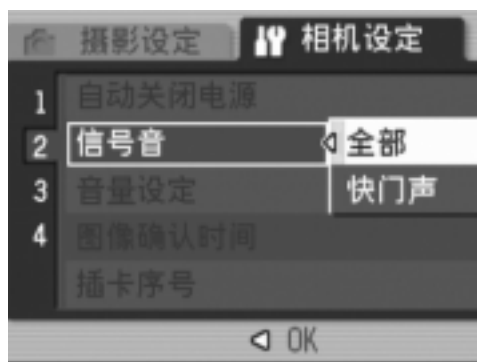 摄影设定 相机设定
1 自动关闭电源
2 信号音 全部
3 音量设定 快门声
4 图像确认时间
插卡序号
OK